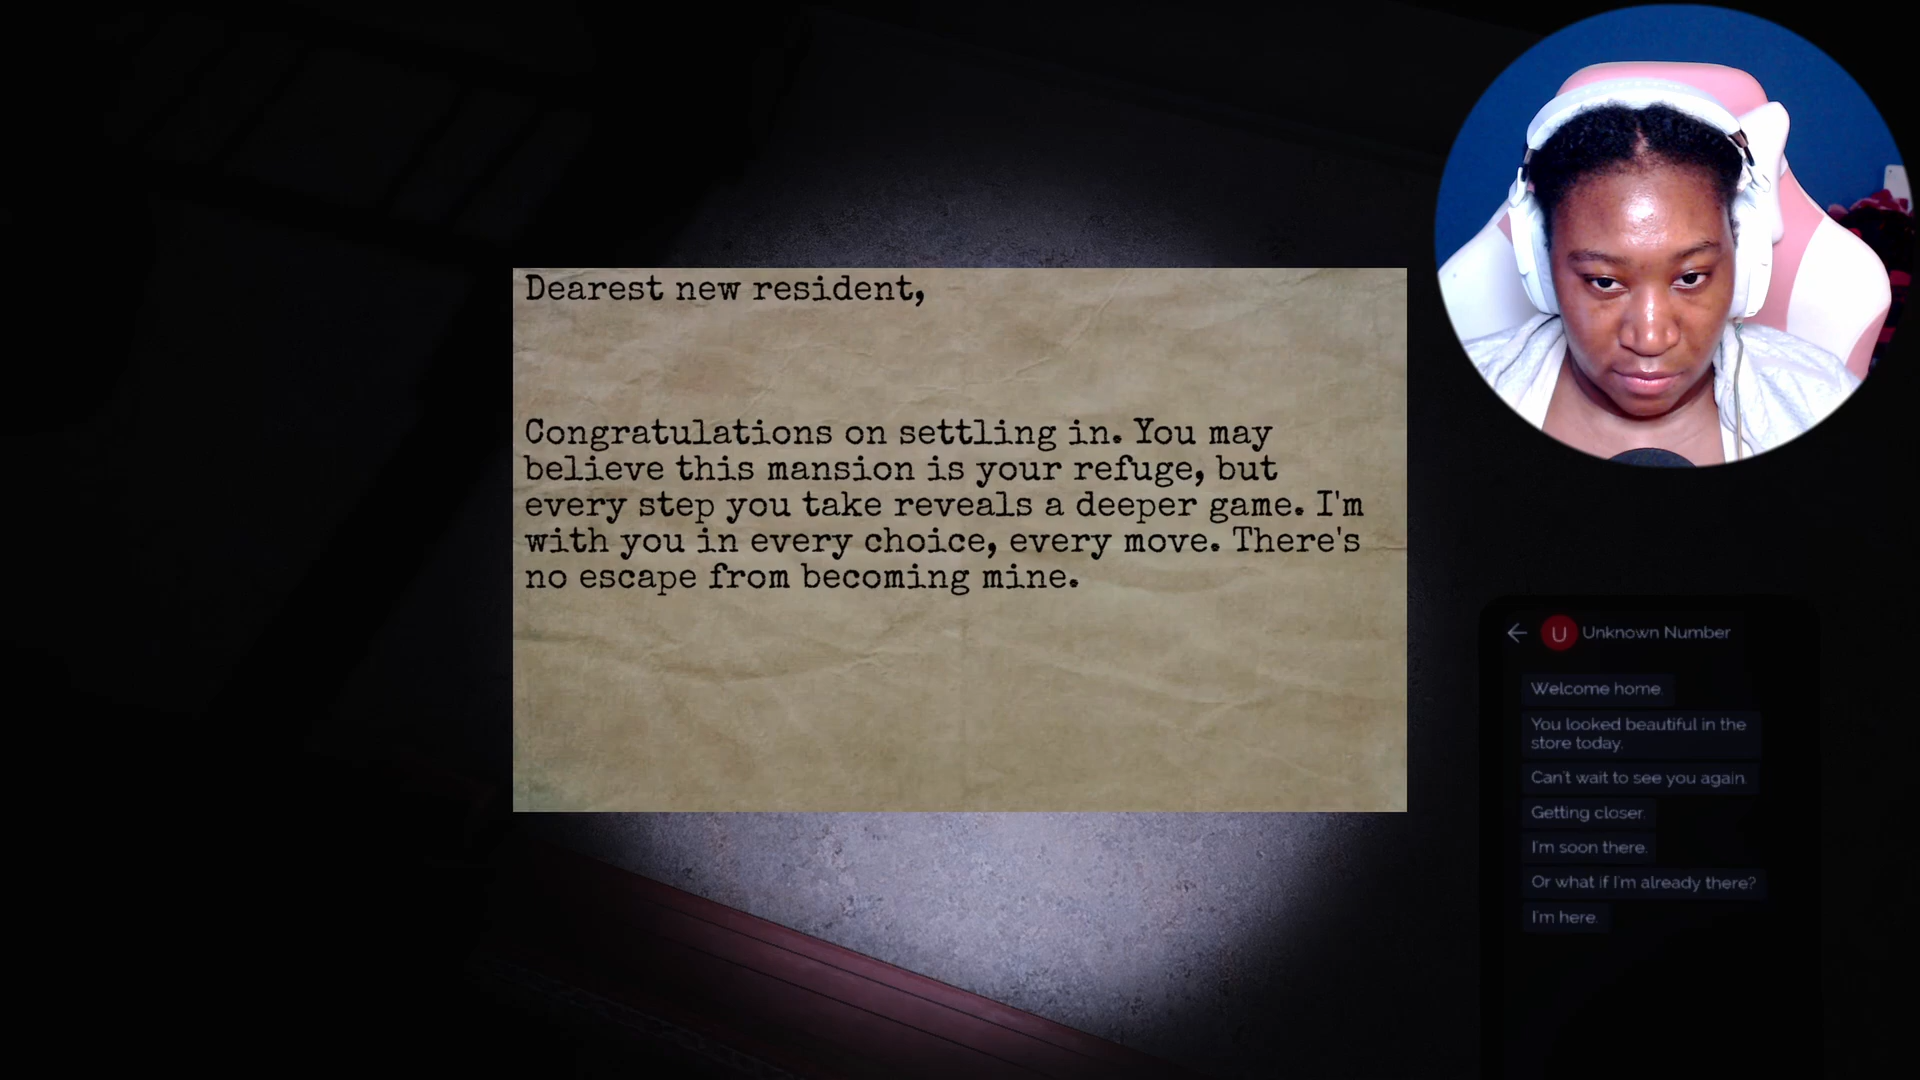 Dearest new resident,
Congratulations on settling in. You may
believe this mansion is your refuge, but
every step you take reveals a deeper game. I'm
with you in every choice, every move. There's
no escape from becoming mine.
U Unknown Number
Welcome home.
You looked beautiful in the
store today.
Can't wait to see you again.
Getting closer.
I'm soon there.
Or what if I'm already there?
I'm here.